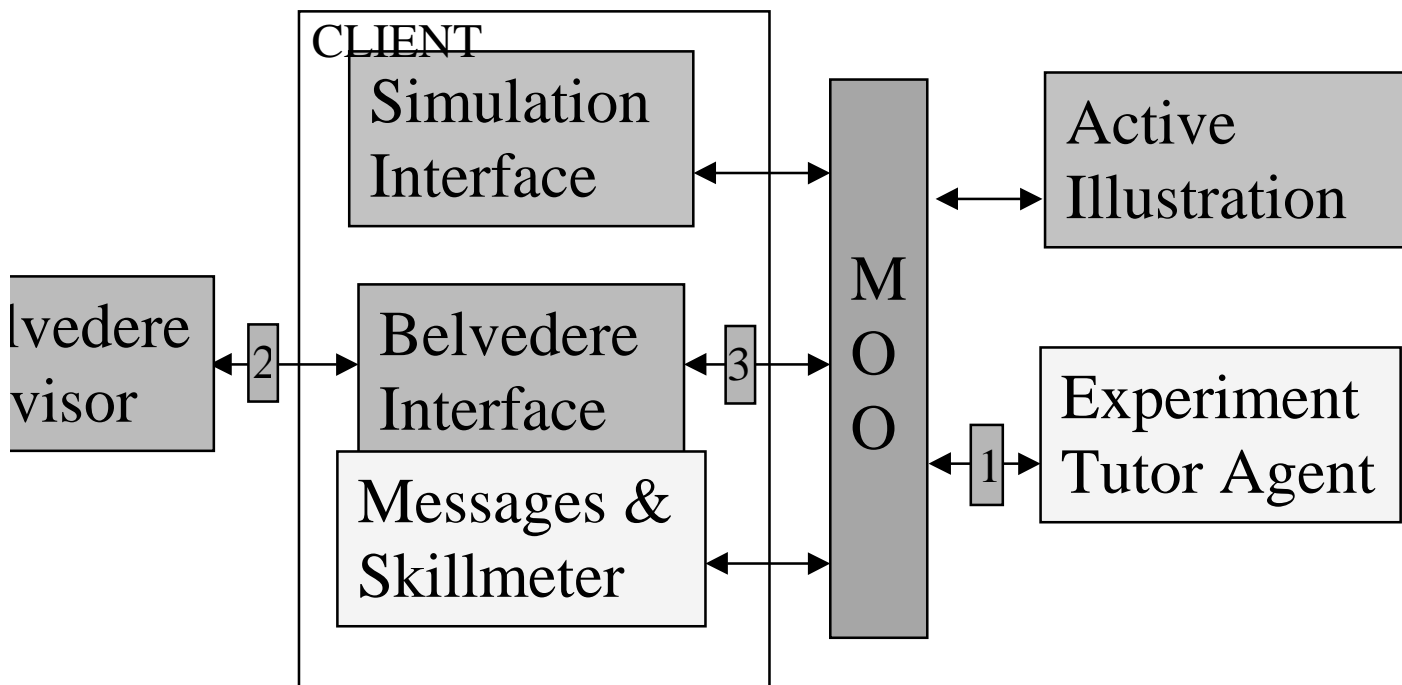 CLIENT
Simulation
Interface
Active
Illustration
lvedere
visor
2
Belvedere
Interface
3
M
O
O
Experiment
Tutor Agent
1
Messages &
Skillmeter